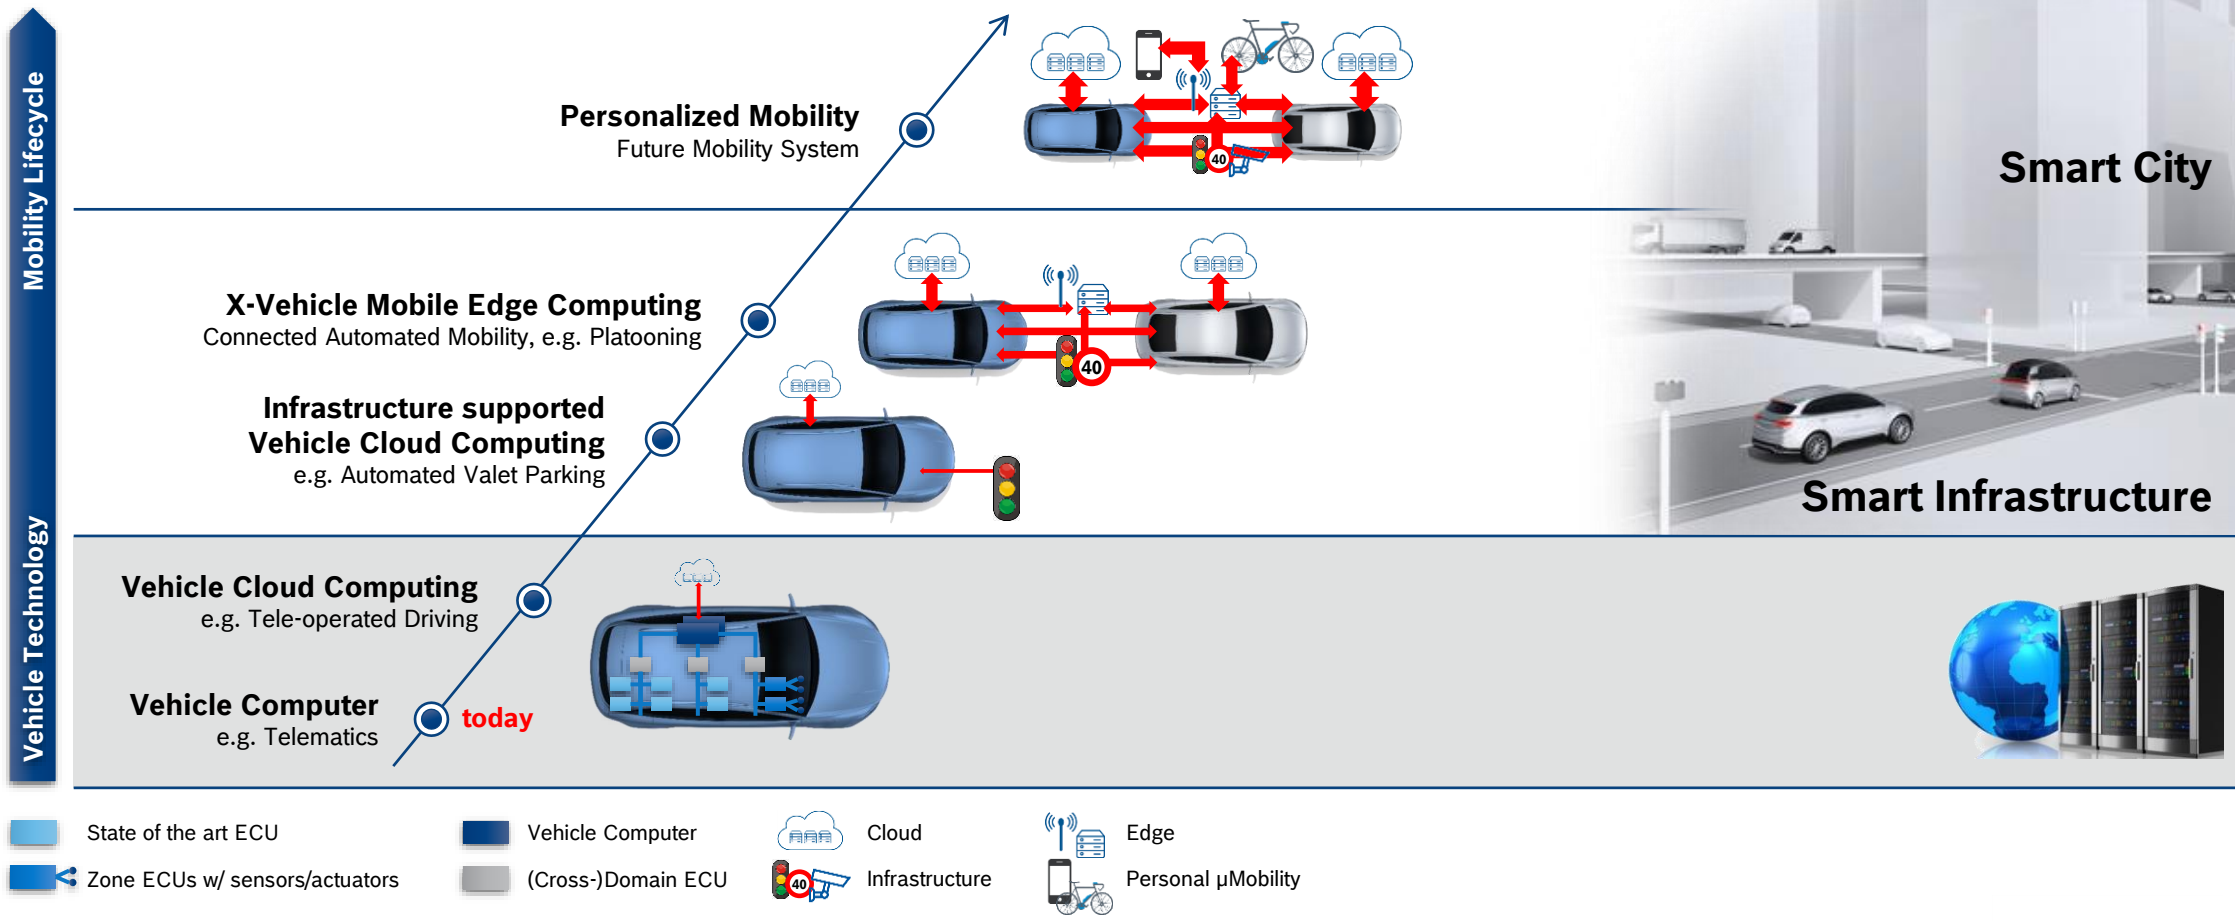 Mobility Lifecycle
Vehicle Technology
Personalized Mobility
Future Mobility System
40
Smart City
X-Vehicle Mobile Edge Computing
Connected Automated Mobility, e.g. Platooning
40
Infrastructure supported
Vehicle Cloud Computing
e.g. Automated Valet Parking
Smart Infrastructure
Vehicle Cloud Computing
e.g. Tele-operated Driving
Vehicle Computer
e.g. Telematics
today
State of the art ECU
Vehicle Computer
Cloud
Edge
Zone ECUs w/ sensors/actuators
(Cross-)Domain ECU
40
Infrastructure
Personal μMobility